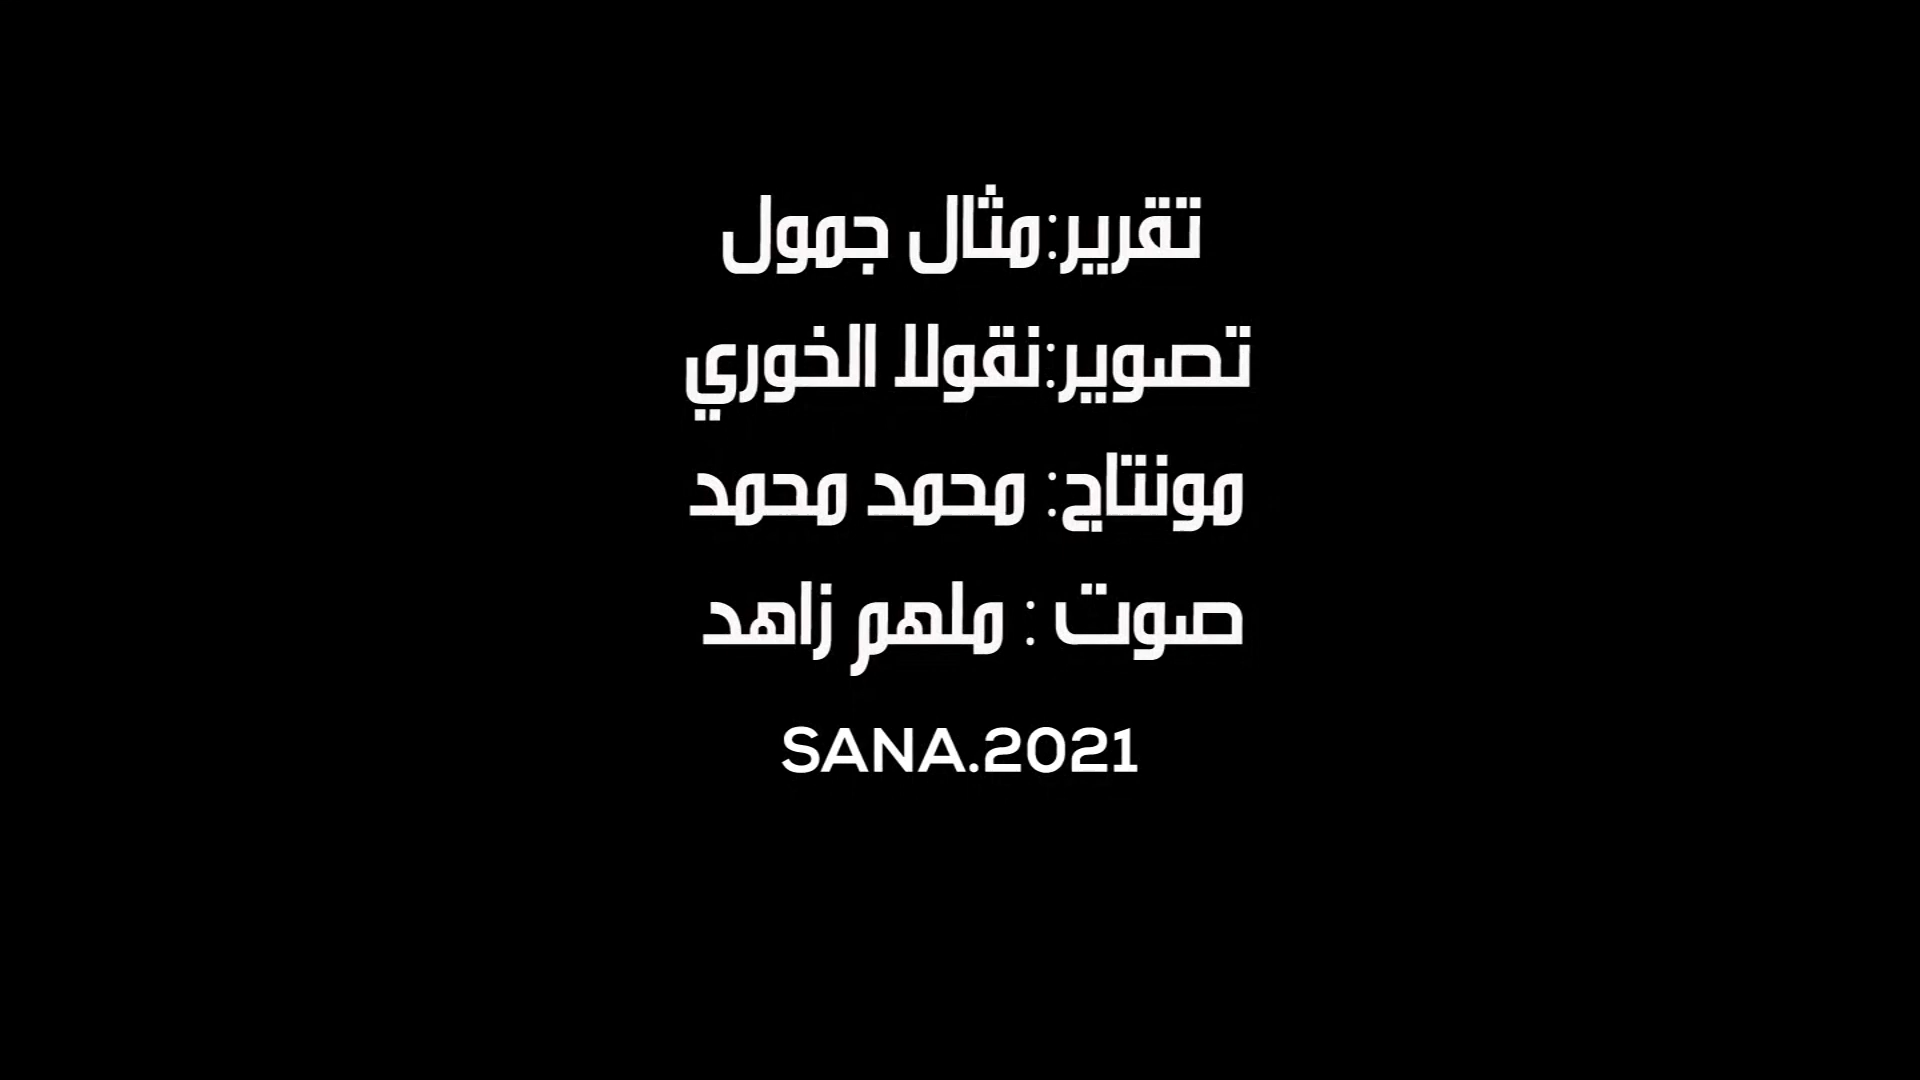 تقرير:مثال جمول
تصوير:نقولا الخوري
مونتاج: محمد محمد
صوت : ملهم زاهد
SANA.2021